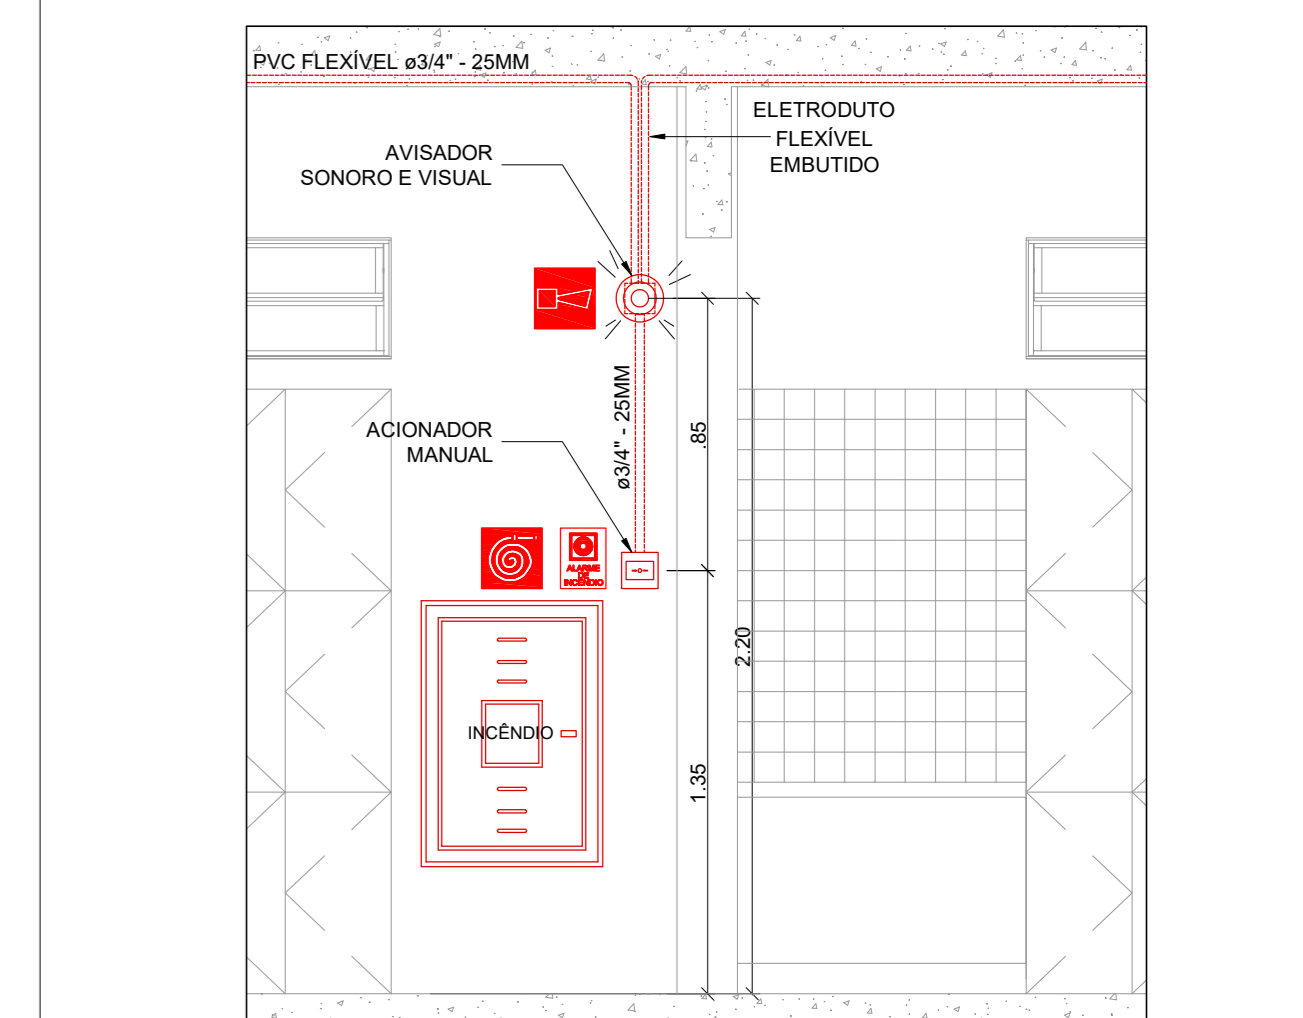 PVC FLEXÍVEL ø3/4" - 25MM
ELETRODUTO
FLEXÍVEL
EMBUTIDO
AVISADOR
SONORO E VISUAL
ø3/4" - 25MM
.85
ACIONADOR
MANUAL
ALARME
DE
INCÊNDIO
2.20
INCÊNDIO
1.35